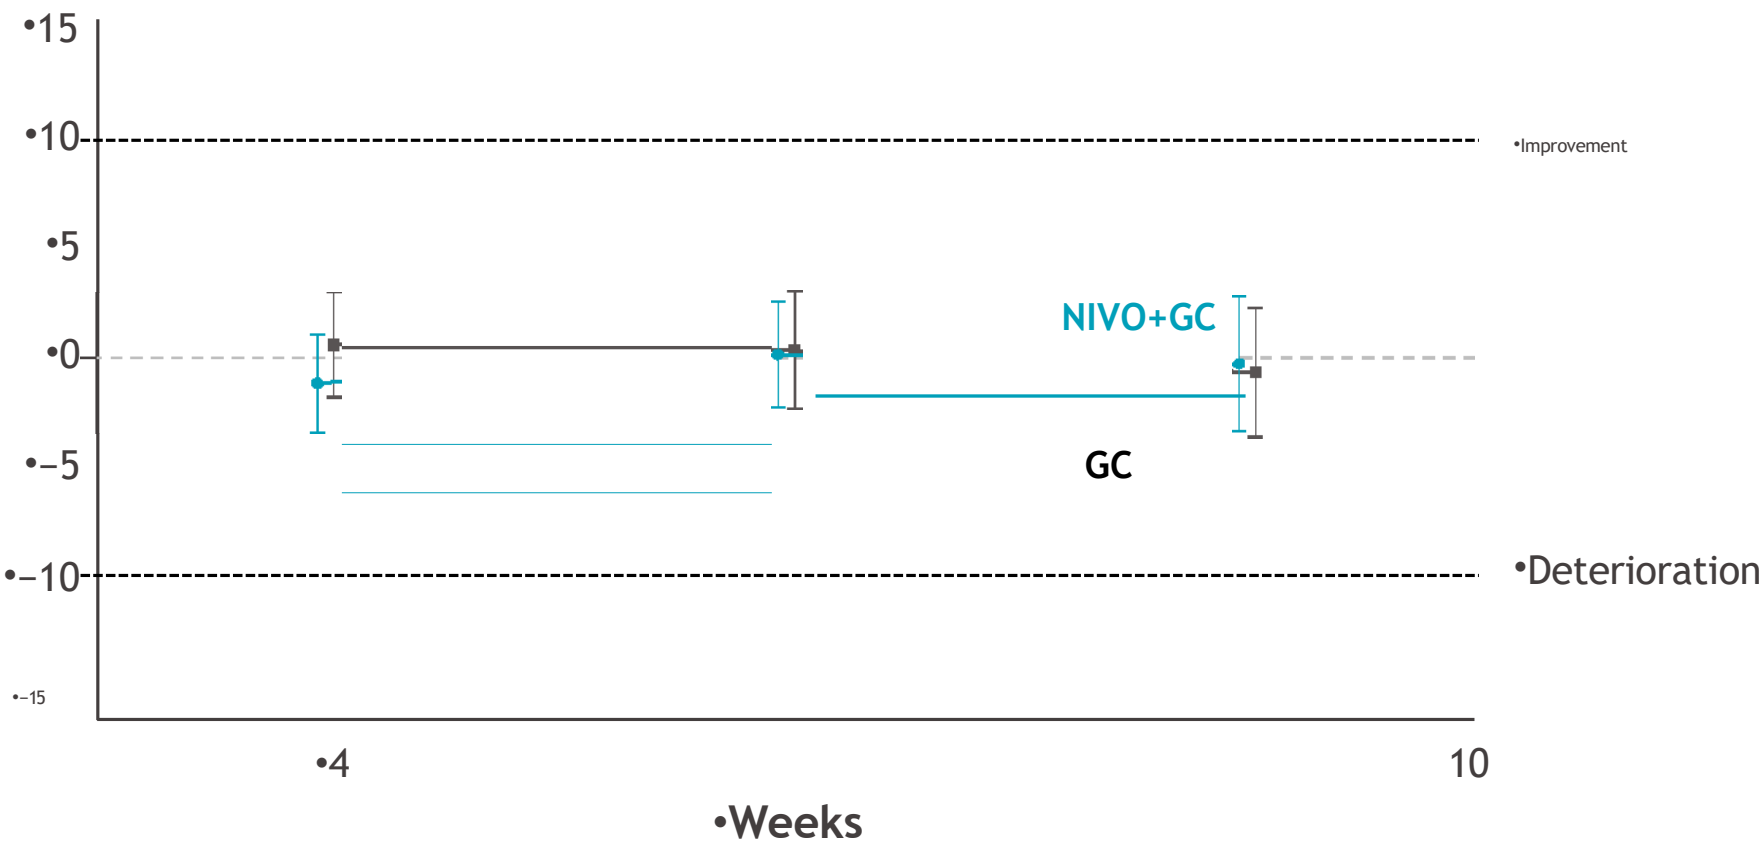 •15
•10
•Improvement
•5
NIVO+GC
•0
•−5
GC
•−10
•Deterioration
•−15
•4
10
•Weeks